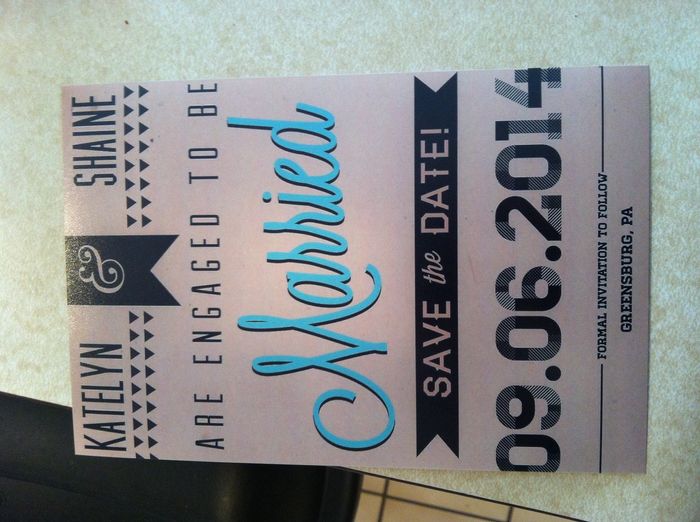 KATELYN & SHAINE
ARE ENGAGED TO BE
Married
SAVE the DATE!
09.06.2014
FORMAL INVITATION TO FOLLOW
GREENSBURG, PA